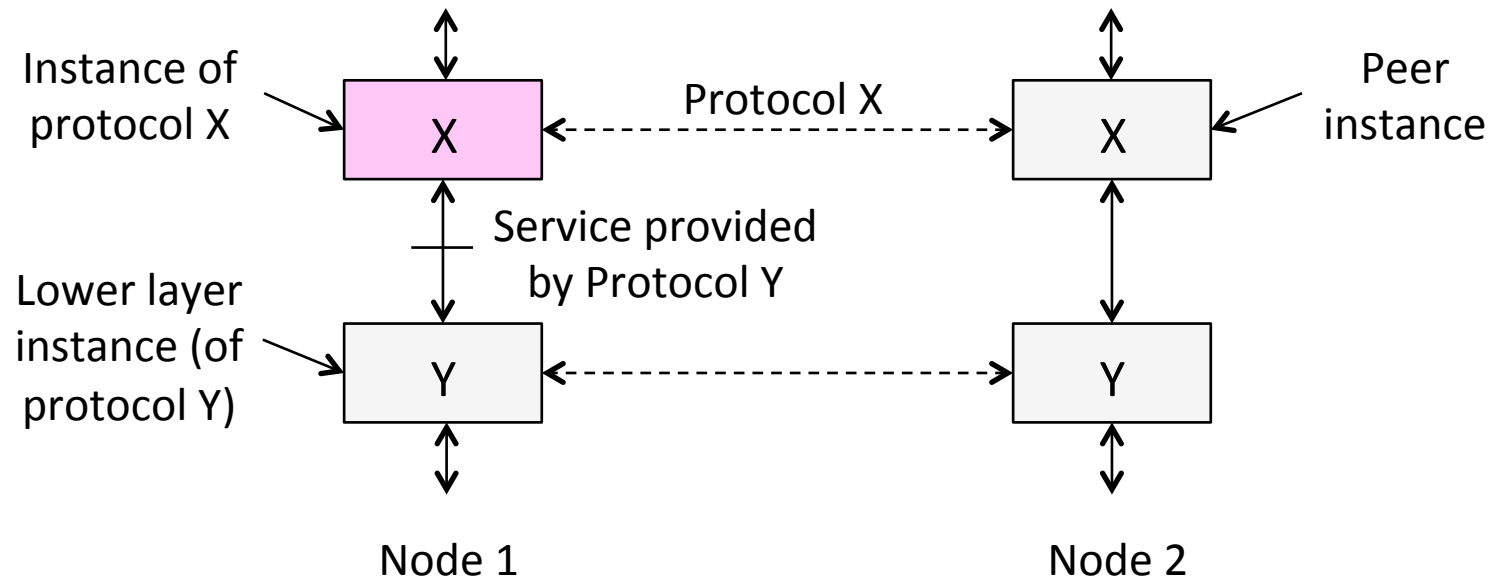 Instance of
protocol X
X
Protocol X
X
Peer
instance
Service provided
by Protocol Y
Lower layer
instance (of
protocol Y)
Y
Y
Node 1
Node 2